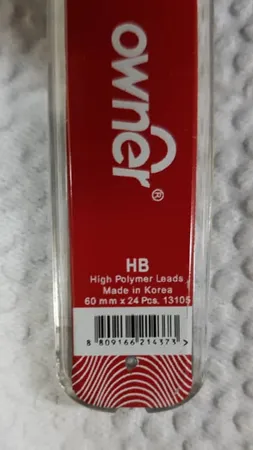 owner®
HB
High Polymer Leads
Made in Korea
60 mm x 24 Pcs. 13105
8 809166 214373 >